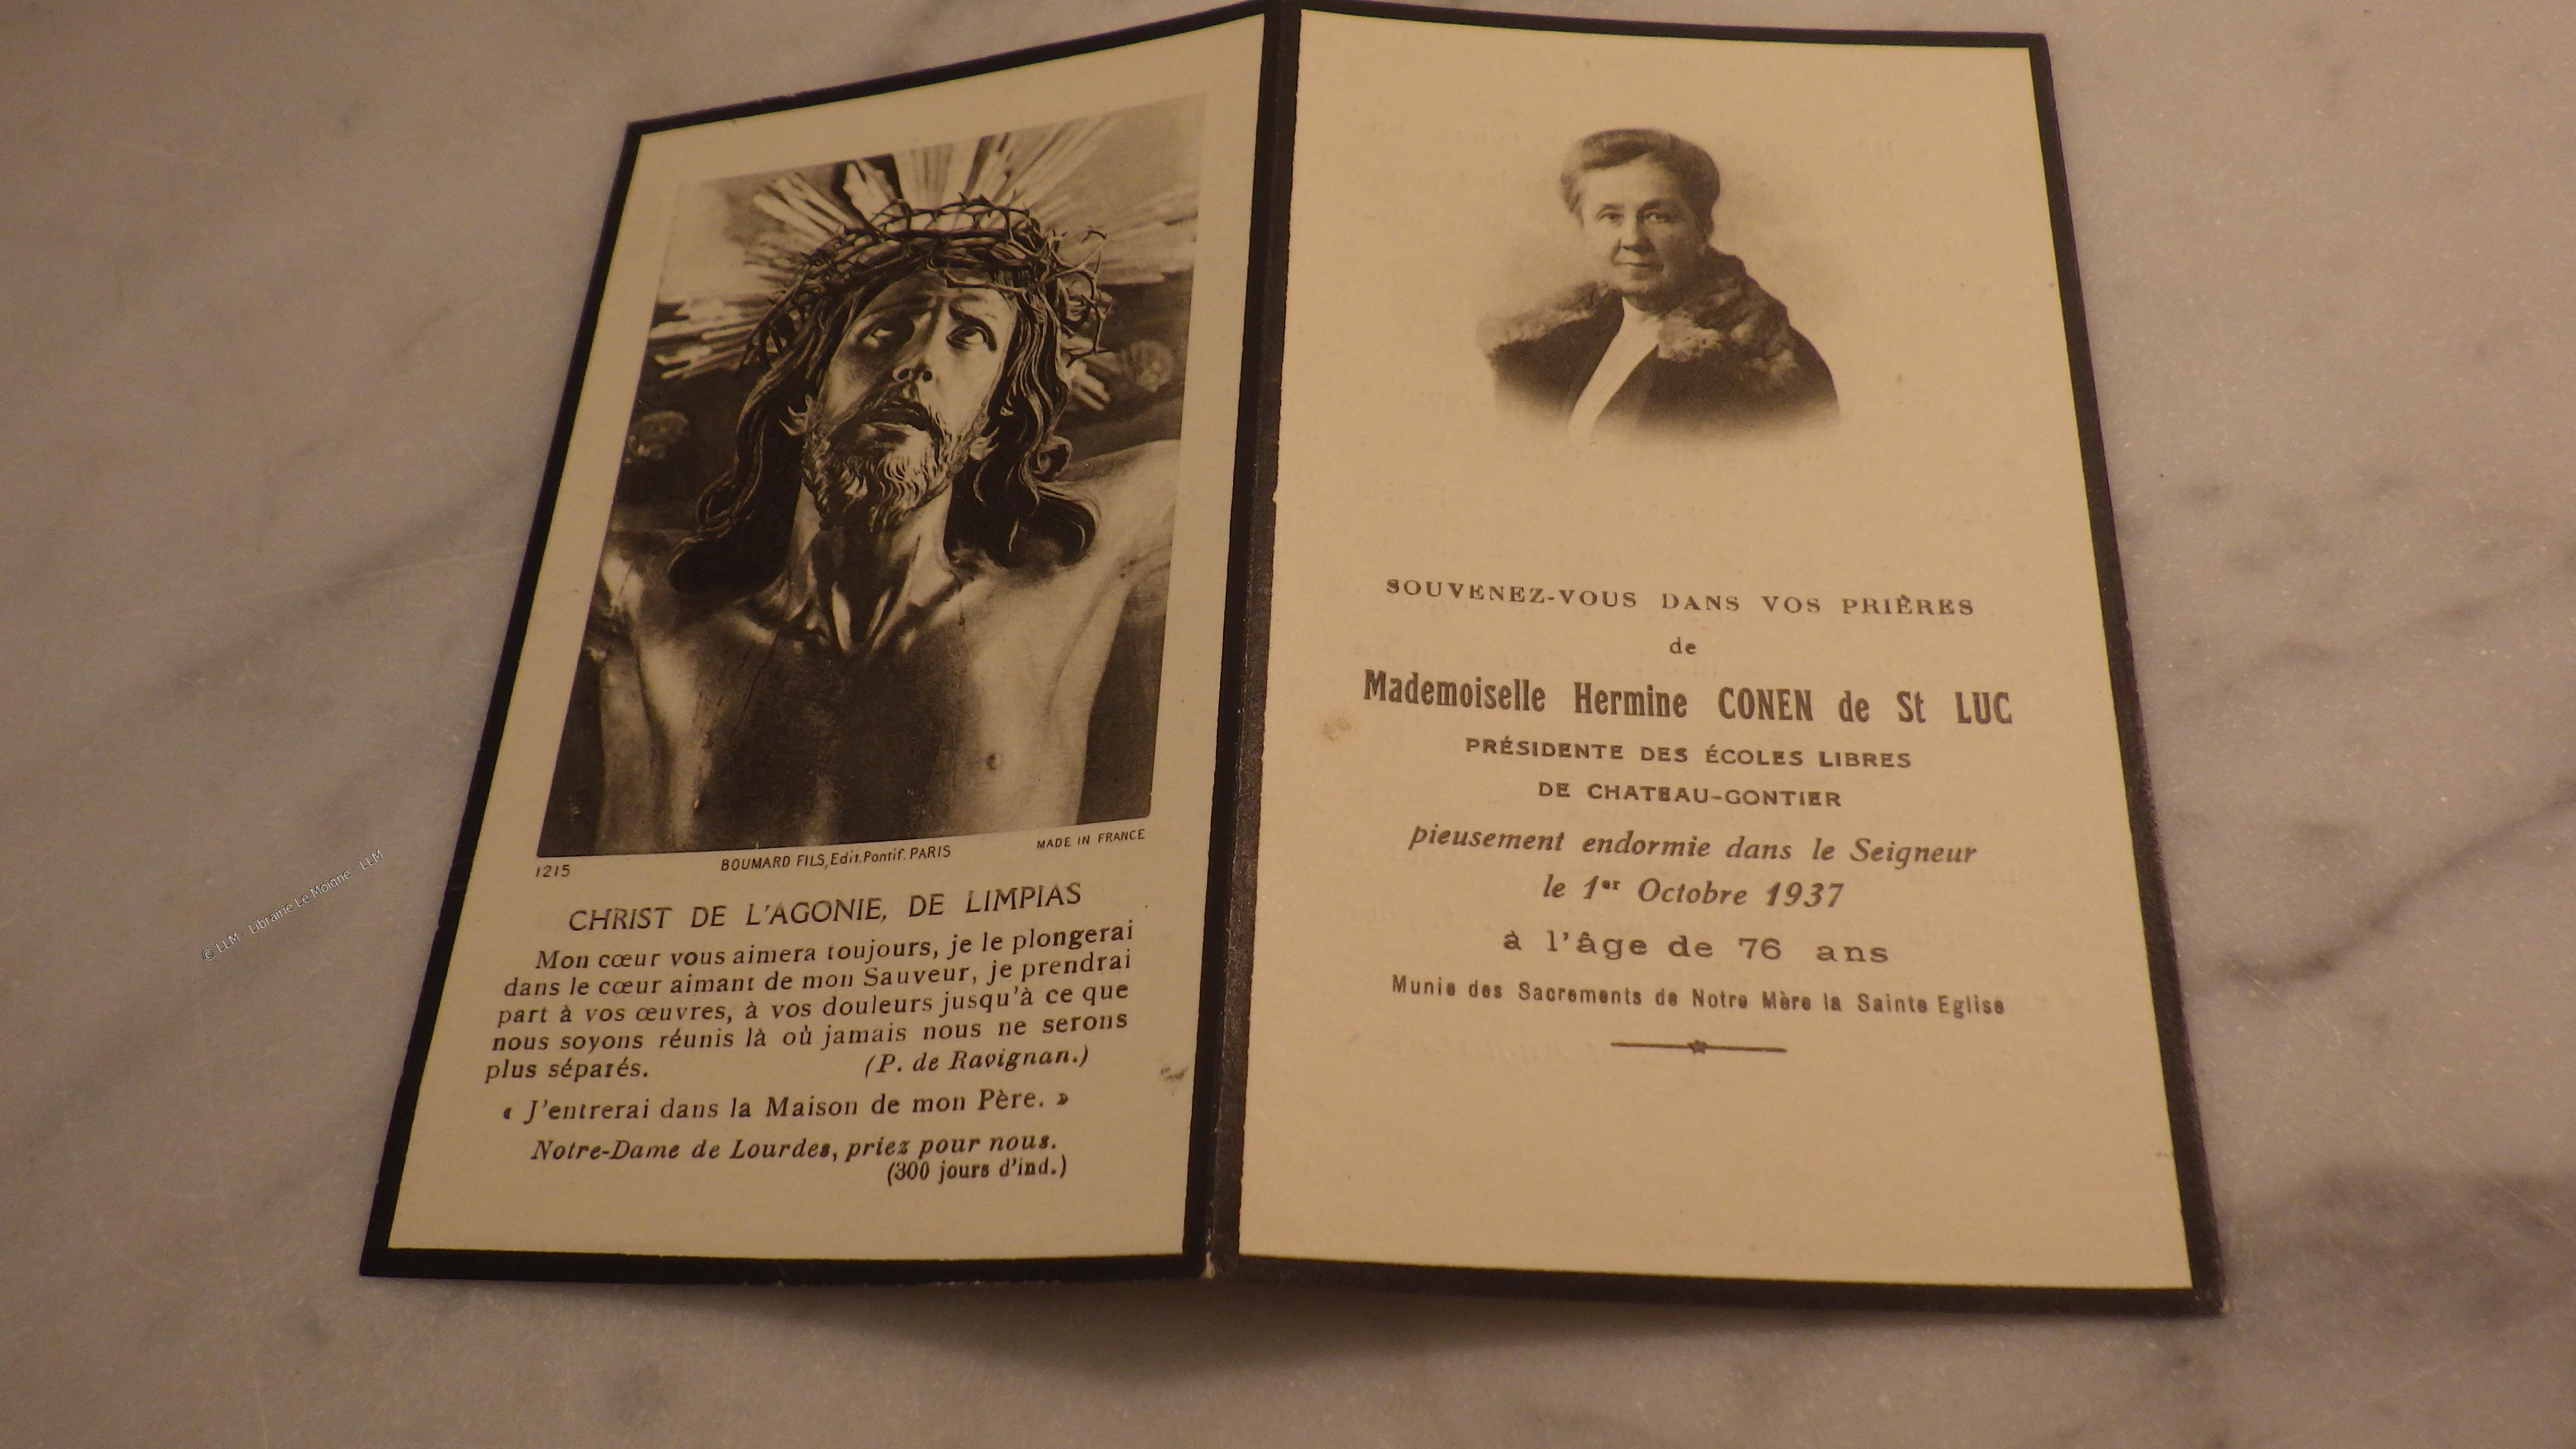 1215
BOUMARD FILS, Edit. Pontif. PARIS
MADE IN FRANCE
CHRIST DE L'AGONIE, DE LIMPIAS
Mon cœur vous aimera toujours, je le plongerai
dans le cœur aimant de mon Sauveur, je prendrai
part à vos œuvres, à vos douleurs jusqu'à ce que
nous soyons réunis là où jamais nous ne serons
plus séparés. (P. de Ravignan.)
« J'entrerai dans la Maison de mon Père. »
Notre-Dame de Lourdes, priez pour nous.
(300 jours d'ind.)
SOUVENEZ-VOUS DANS VOS PRIÈRES
de
Mademoiselle Hermine CONEN de St LUC
PRÉSIDENTE DES ÉCOLES LIBRES
DE CHATEAU-GONTIER
pieusement endormie dans le Seigneur
le 1er Octobre 1937
à l'âge de 76 ans
Munie des Sacrements de Notre Mère la Sainte Eglise
© LLM - Librairie Le Moigne - LLM